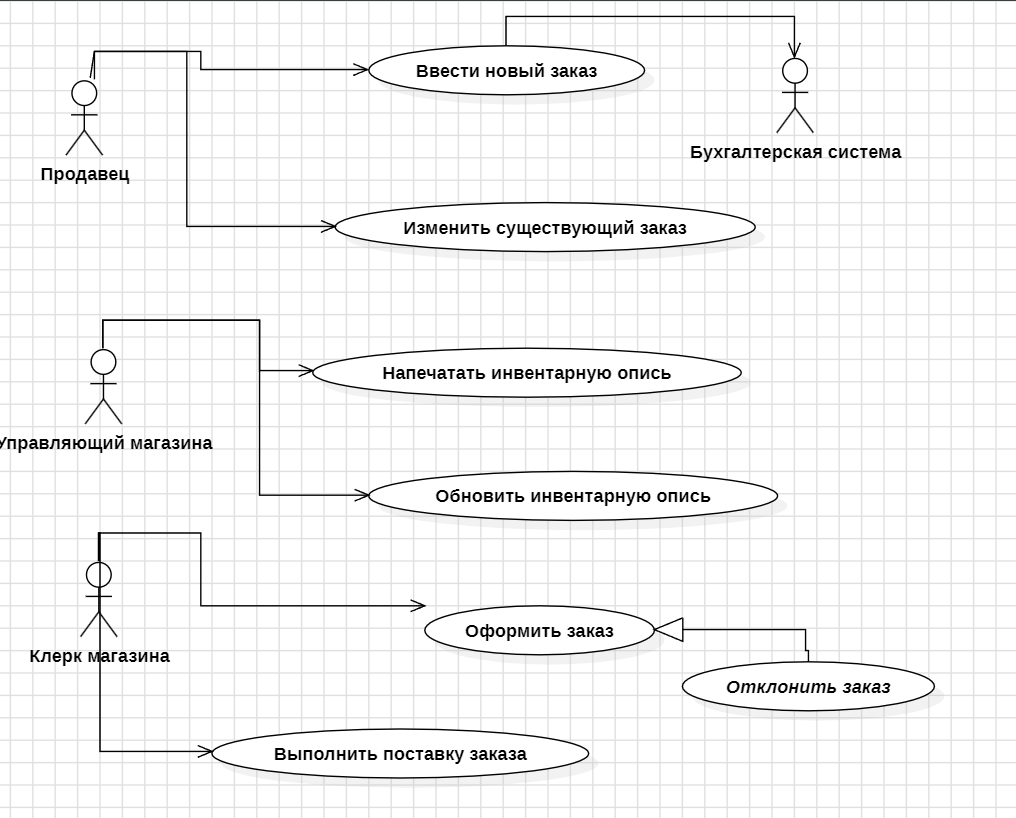 Ввести новый заказ
Бухгалтерская система
Продавец
Изменить существующий заказ
Напечатать инвентарную опись
Управляющий магазина
Обновить инвентарную опись
Оформить заказ
Клерк магазина
Отклонить заказ
Выполнить поставку заказа